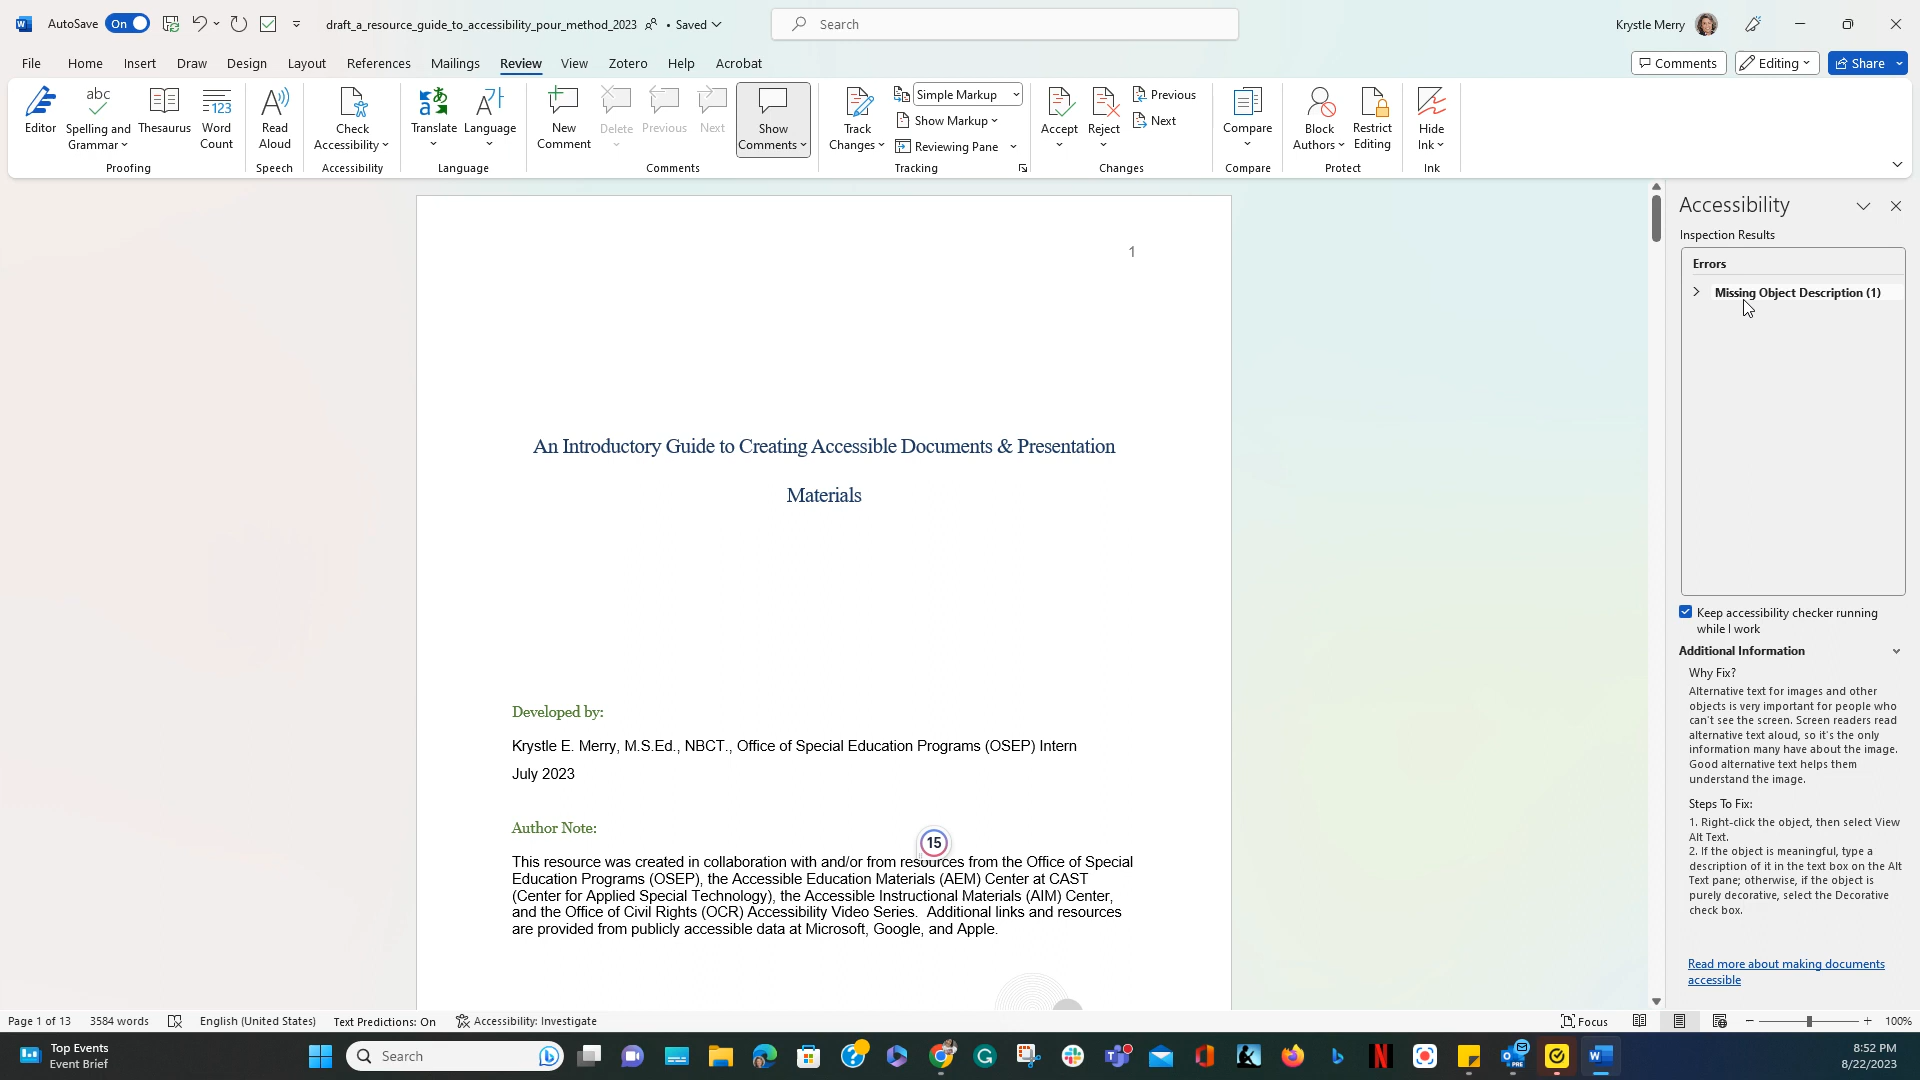 AutoSave On draft_a_resource_guide_to_accessibility_pour_method_2023 • Saved Search Krystle Merry
File Home Insert Draw Design Layout References Mailings Review View Zotero Help Acrobat Comments Editing Share
Editor
Spelling and
Grammar
Thesaurus
Word
Count
Proofing
Read
Aloud
Speech
Check
Accessibility
Accessibility
Translate
Language
Language
New
Comment
Delete
Previous
Next
Show
Comments
Comments
Track
Changes
Simple Markup
Show Markup
Reviewing Pane
Tracking
Accept
Reject
Previous
Next
Changes
Compare
Compare
Block
Authors
Restrict
Editing
Protect
Hide
Ink
Ink
1
An Introductory Guide to Creating Accessible Documents & Presentation
Materials
Developed by:
Krystle E. Merry, M.S.Ed., NBCT., Office of Special Education Programs (OSEP) Intern
July 2023
Author Note:
15
This resource was created in collaboration with and/or from resources from the Office of Special
Education Programs (OSEP), the Accessible Education Materials (AEM) Center at CAST
(Center for Applied Special Technology), the Accessible Instructional Materials (AIM) Center,
and the Office of Civil Rights (OCR) Accessibility Video Series. Additional links and resources
are provided from publicly accessible data at Microsoft, Google, and Apple.
Accessibility
Inspection Results
Errors
Missing Object Description (1)
Keep accessibility checker running
while I work
Additional Information
Why Fix?
Alternative text for images and other
objects is very important for people who
can't see the screen. Screen readers read
alternative text aloud, so it's the only
information many have about the image.
Good alternative text helps them
understand the image.
Steps To Fix:
1. Right-click the object, then select View
Alt Text.
2. If the object is meaningful, type a
description of it in the text box on the Alt
Text pane; otherwise, if the object is
purely decorative, select the Decorative
check box.
Read more about making documents
accessible
Page 1 of 13 3584 words English (United States) Text Predictions: On Accessibility: Investigate Focus 100%
Top Events
Event Brief
Search
8:52 PM
8/22/2023